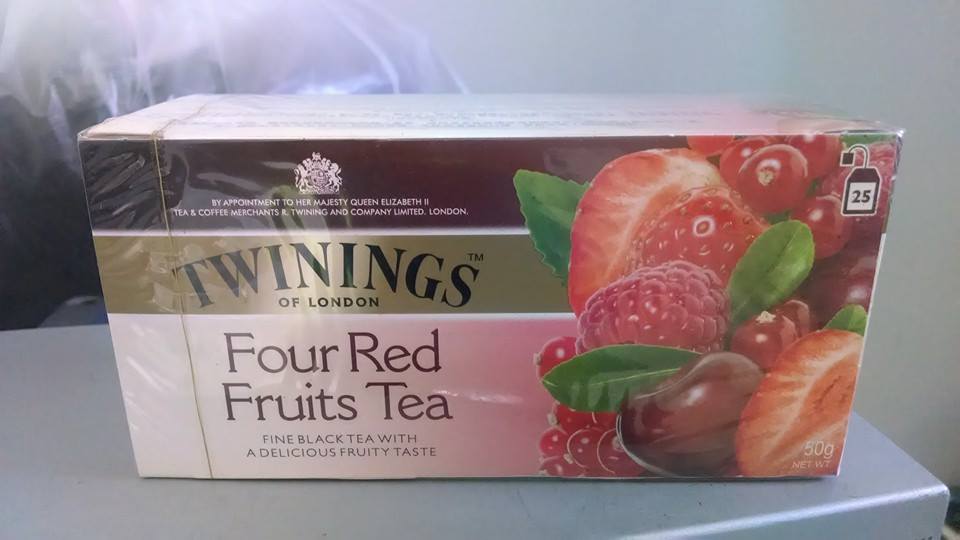 BY APPOINTMENT TO HER MAJESTY QUEEN ELIZABETH II
TEA & COFFEE MERCHANTS R. TWINING AND COMPANY LIMITED. LONDON.
TWININGS™
OF LONDON
Four Red
Fruits Tea
FINE BLACK TEA WITH
A DELICIOUS FRUITY TASTE
25
50g
NET WT.